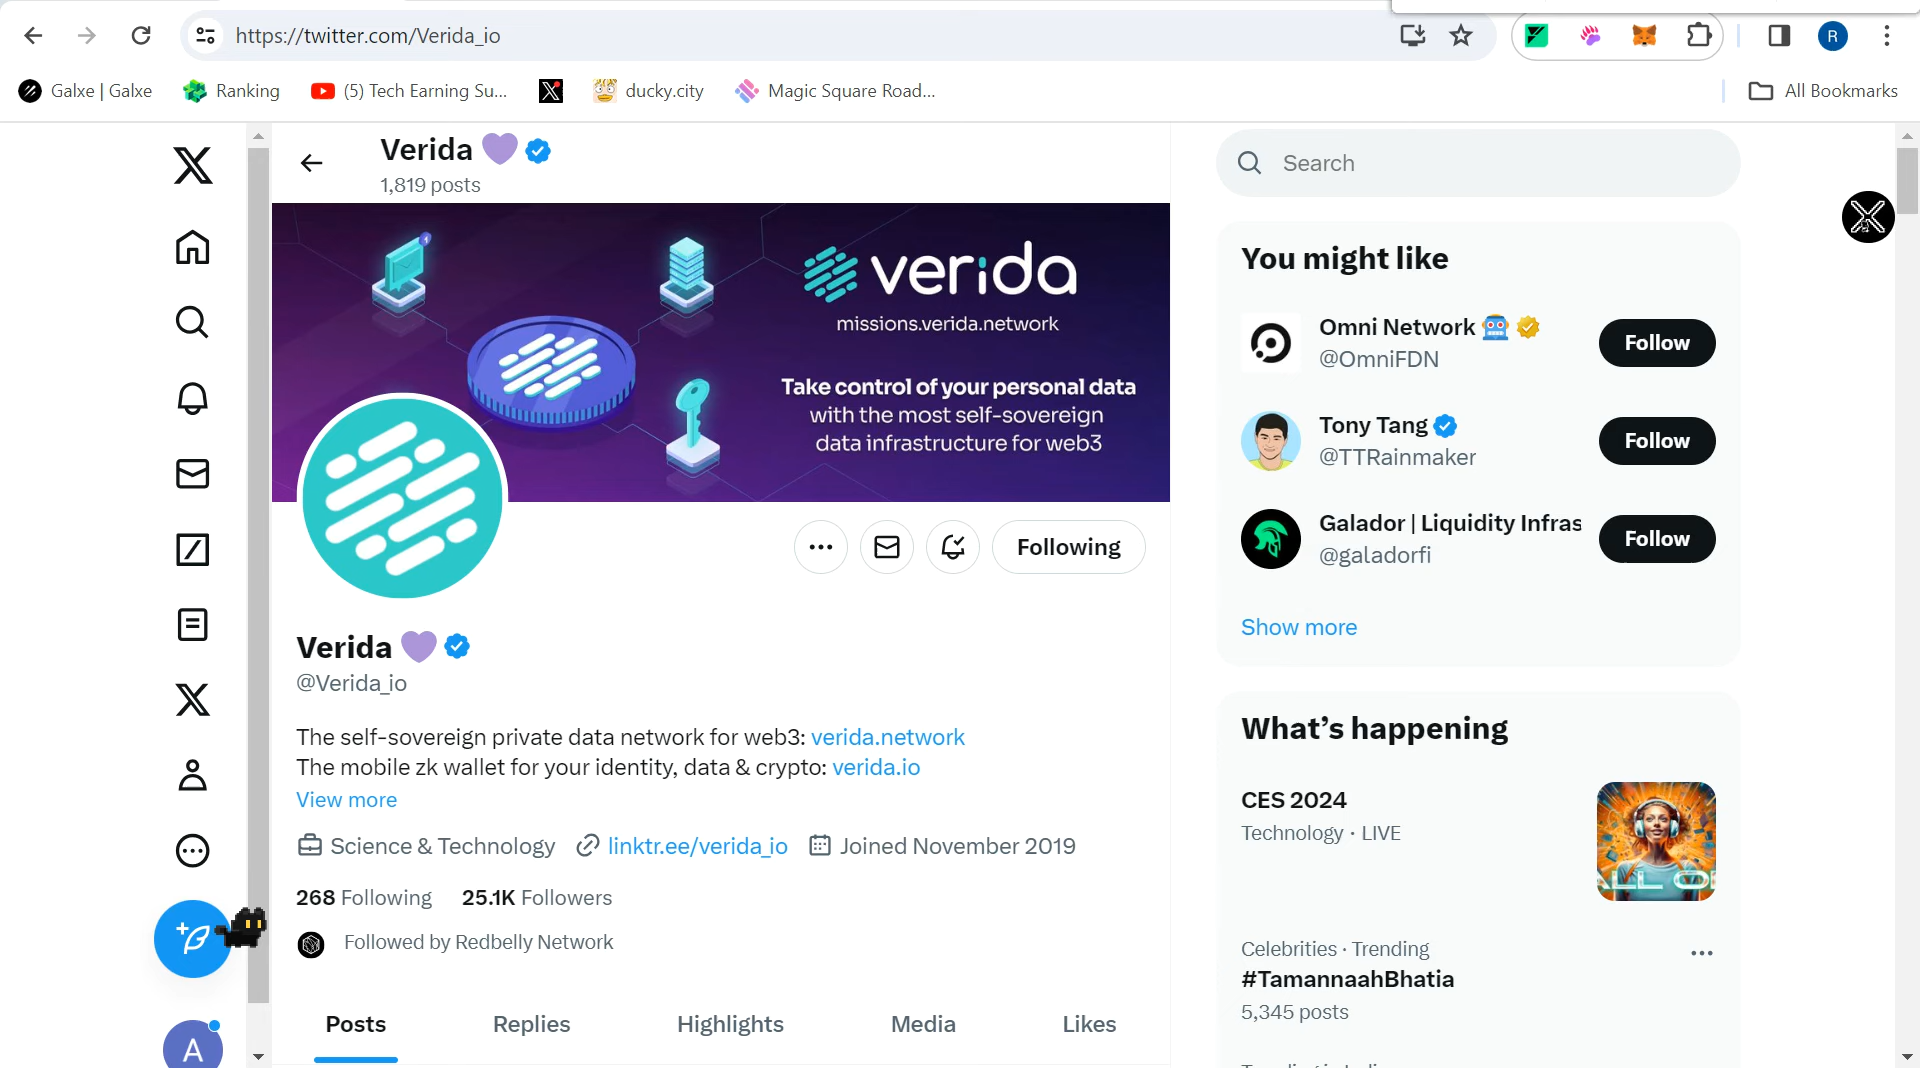 https://twitter.com/Verida_io
R
Galxe | Galxe
Ranking
(5) Tech Earning Su...
ducky.city
Magic Square Road...
All Bookmarks
Verida
1,819 posts
verida
missions.verida.network
Take control of your personal data
with the most self-sovereign
data infrastructure for web3
Following
Verida
@Verida_io
The self-sovereign private data network for web3: verida.network
The mobile zk wallet for your identity, data & crypto: verida.io
View more
Science & Technology linktr.ee/verida_io Joined November 2019
268 Following 25.1K Followers
Followed by Redbelly Network
Posts Replies Highlights Media Likes
A
Search
You might like
Omni Network
@OmniFDN
Follow
Tony Tang
@TTRainmaker
Follow
Galador | Liquidity Infras
@galadorfi
Follow
Show more
What’s happening
CES 2024
Technology · LIVE
Celebrities · Trending
#TamannaahBhatia
5,345 posts